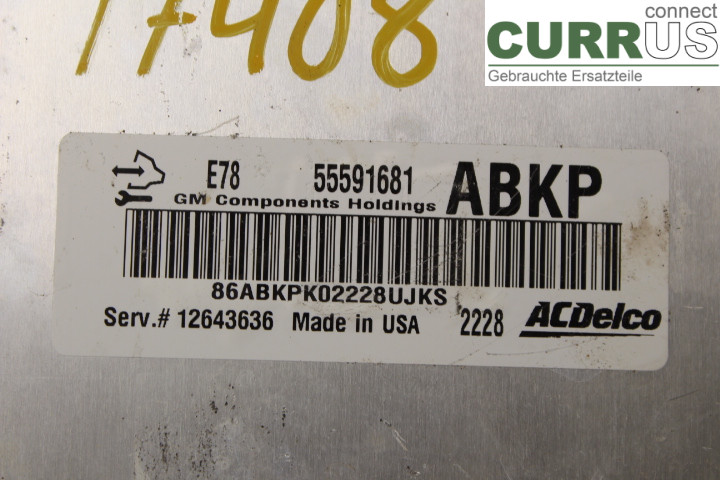 17408
connect
CURRUS
Gebrauchte Ersatzteile
E78 55591681 ABKP
GM Components Holdings
86ABKPK02228UJKS
Serv.# 12643636 Made in USA 2228 ACDelco